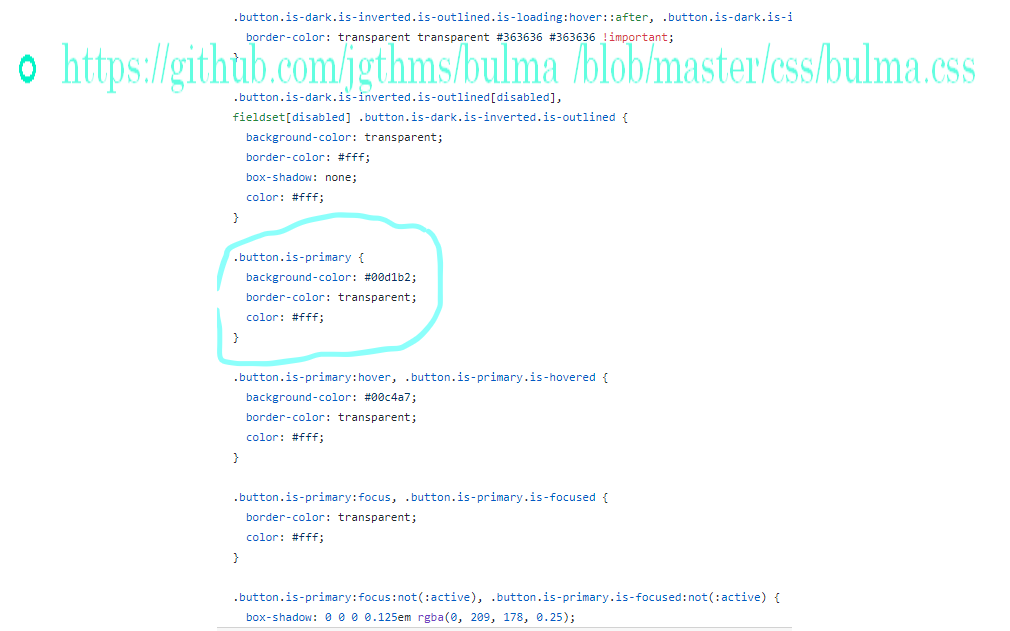 .button.is-dark.is-inverted.is-outlined.is-loading:hover::after, .button.is-dark.is-i
border-color: transparent transparent #363636 #363636 !important;
}
https://github.com/jgthms/bulma /blob/master/css/bulma.css
.button.is-dark.is-inverted.is-outlined[disabled],
fieldset[disabled] .button.is-dark.is-inverted.is-outlined {
background-color: transparent;
border-color: #fff;
box-shadow: none;
color: #fff;
}
.button.is-primary {
background-color: #00d1b2;
border-color: transparent;
color: #fff;
}
.button.is-primary:hover, .button.is-primary.is-hovered {
background-color: #00c4a7;
border-color: transparent;
color: #fff;
}
.button.is-primary:focus, .button.is-primary.is-focused {
border-color: transparent;
color: #fff;
}
.button.is-primary:focus:not(:active), .button.is-primary.is-focused:not(:active) {
box-shadow: 0 0 0 0.125em rgba(0, 209, 178, 0.25);